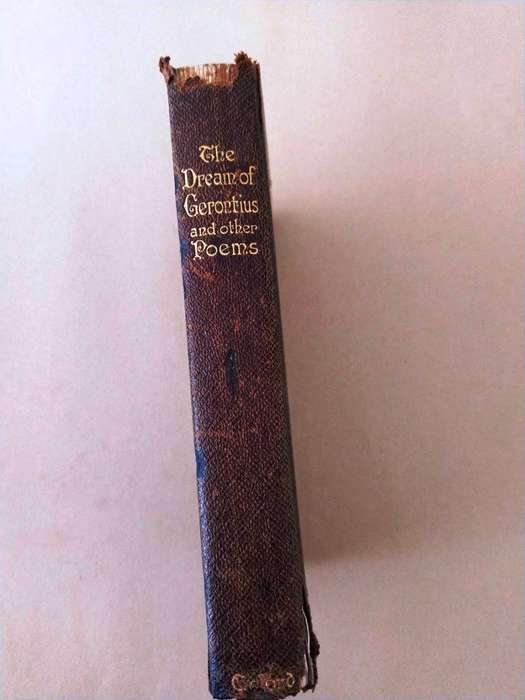 The
Dream of
Gerontius
and other
Poems
Oxford